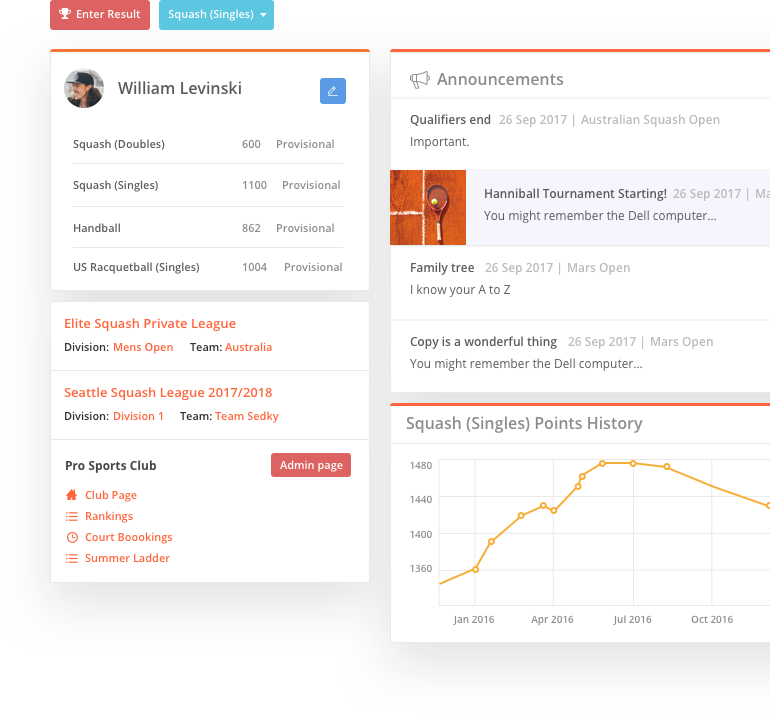 Enter Result
Squash (Singles)
William Levinski
Squash (Doubles) 600 Provisional
Squash (Singles) 1100 Provisional
Handball 862 Provisional
US Racquetball (Singles) 1004 Provisional
Elite Squash Private League
Division: Mens Open Team: Australia
Seattle Squash League 2017/2018
Division: Division 1 Team: Team Sedky
Pro Sports Club
Admin page
Club Page
Rankings
Court Boookings
Summer Ladder
Announcements
Qualifiers end 26 Sep 2017 | Australian Squash Open
Important.
Hanniball Tournament Starting! 26 Sep 2017 | Ma
You might remember the Dell computer...
Family tree 26 Sep 2017 | Mars Open
I know your A to Z
Copy is a wonderful thing 26 Sep 2017 | Mars Open
You might remember the Dell computer...
Squash (Singles) Points History
1480
1440
1400
1360
Jan 2016 Apr 2016 Jul 2016 Oct 2016